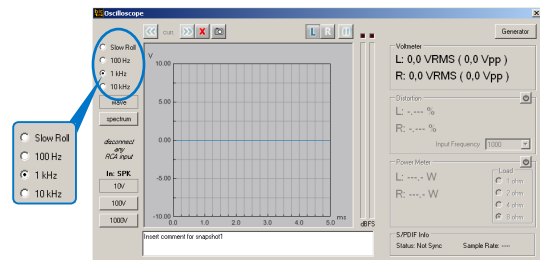 Oscilloscope
curr.
X
L
R
Generator
Slow Roll
100 Hz
1 kHz
10 kHz
wave
spectrum
disconnect
any
RCA input
In: SPK
10V
100V
1000V
V
10.00
5.00
0.00
-5.00
-10.00
0.0 1.0 2.0 3.0 4.0 5.0 ms
dBFS
Insert comment for snapshot1
Voltmeter
L: 0,0 VRMS ( 0,0 Vpp )
R: 0,0 VRMS ( 0,0 Vpp )
Distortion
L: -.--- %
R: -.--- %
Input Frequency 1000
Power Meter
L: ---.- W
R: ---.- W
Load
1 ohm
2 ohm
4 ohm
8 ohm
S/PDIF Info
Status: Not Sync Sample Rate: ----
Slow Roll
100 Hz
1 kHz
10 kHz